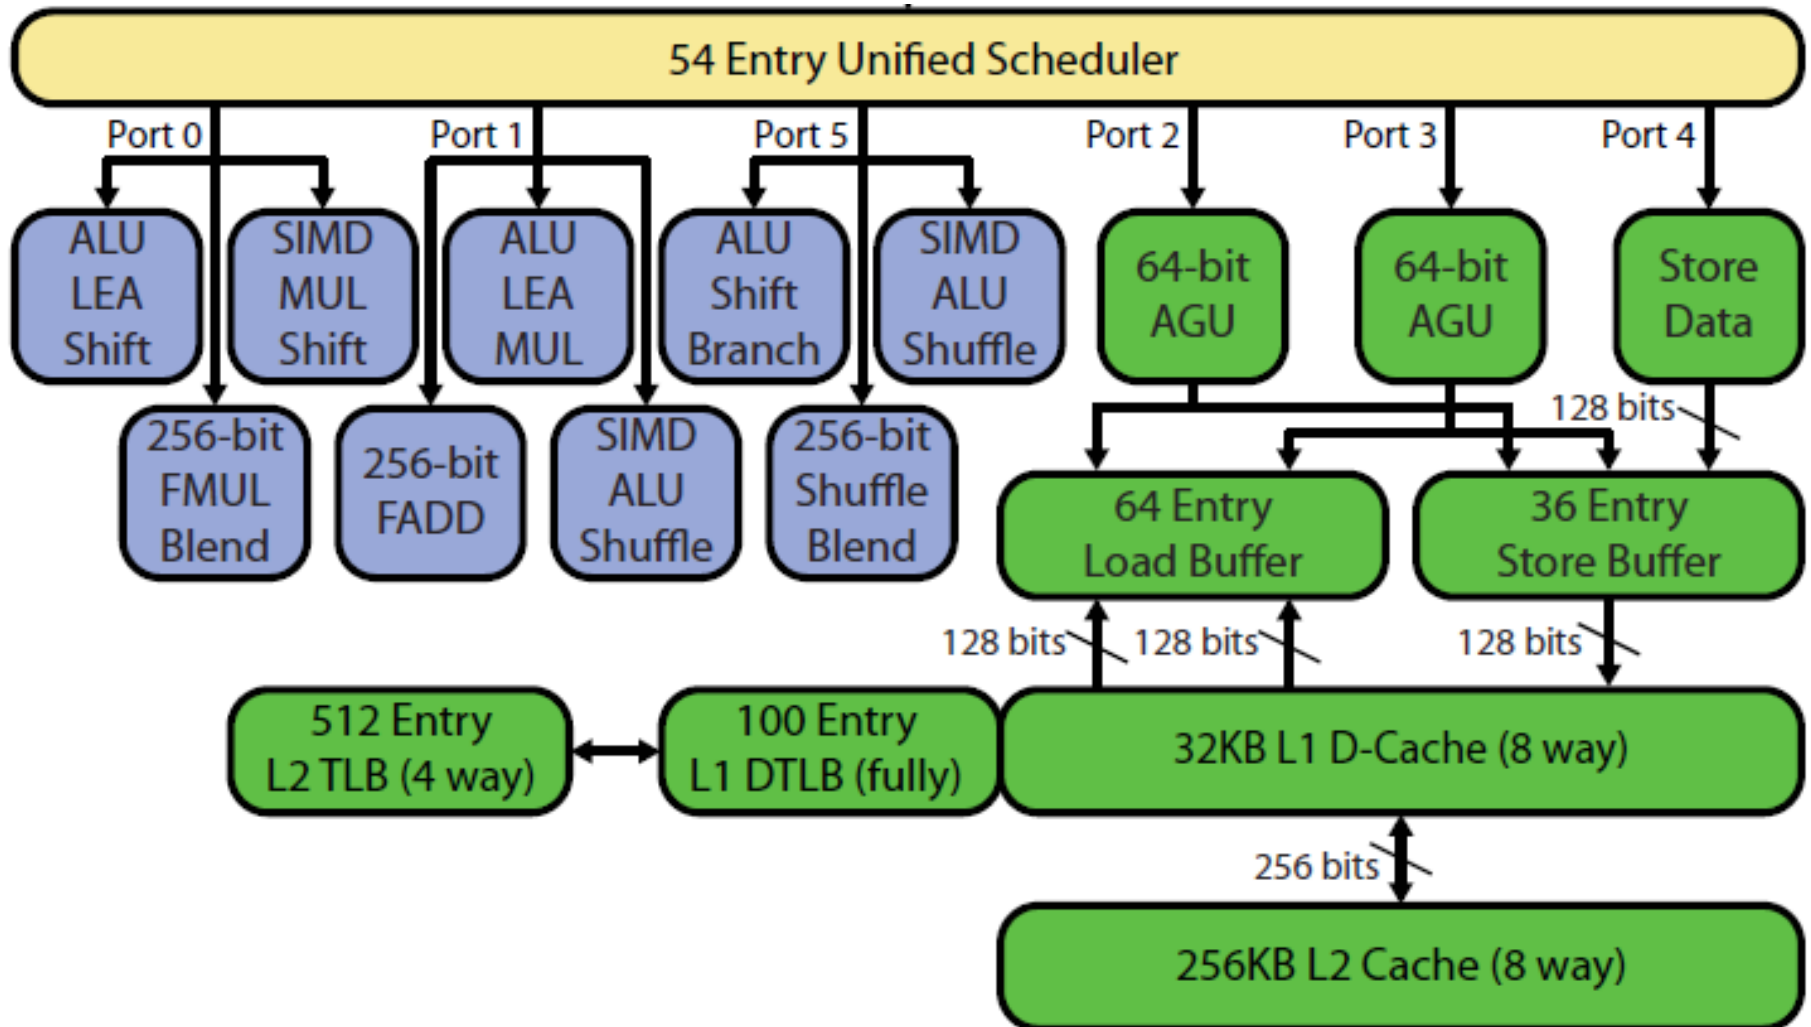 54 Entry Unified Scheduler
Port 0
Port 1
Port 5
Port 2
Port 3
Port 4
ALU
LEA
Shift
SIMD
MUL
Shift
ALU
LEA
MUL
ALU
Shift
Branch
SIMD
ALU
Shuffle
64-bit
AGU
64-bit
AGU
Store
Data
128 bits
256-bit
FMUL
Blend
256-bit
FADD
SIMD
ALU
Shuffle
256-bit
Shuffle
Blend
64 Entry
Load Buffer
36 Entry
Store Buffer
128 bits
128 bits
128 bits
512 Entry
L2 TLB (4 way)
100 Entry
L1 DTLB (fully)
32KB L1 D-Cache (8 way)
256 bits
256KB L2 Cache (8 way)